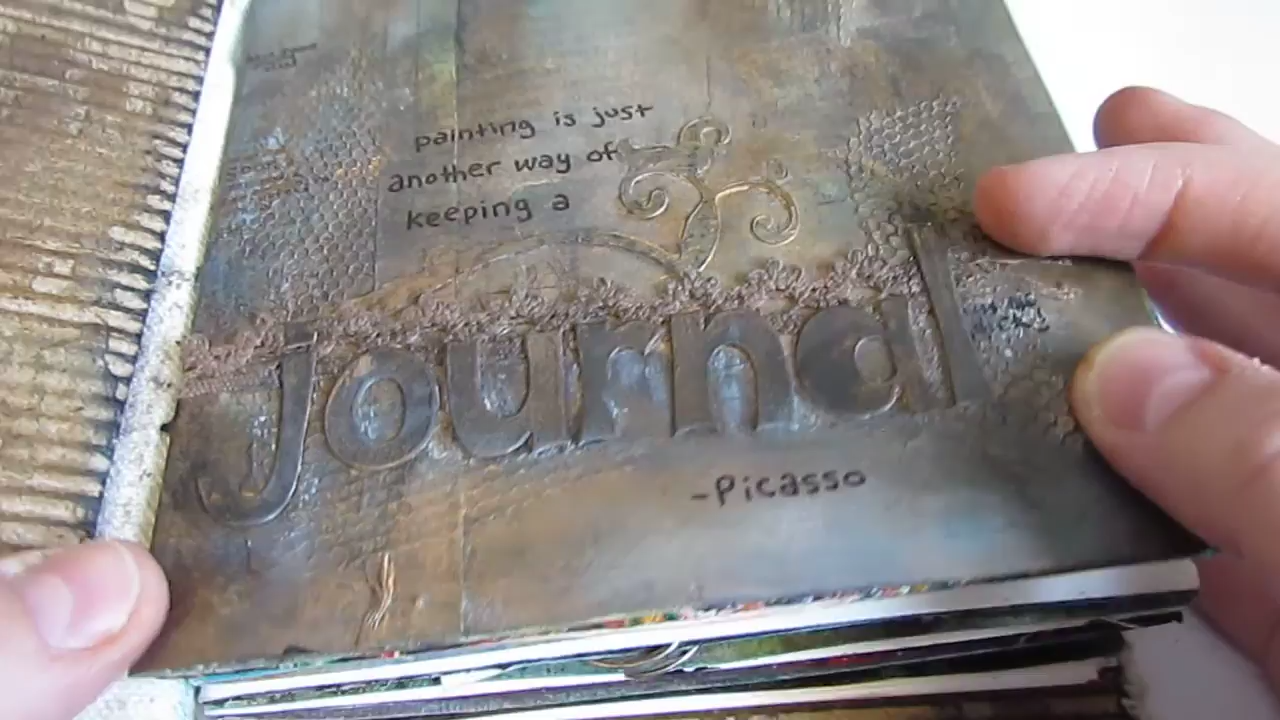 painting is just
another way of
keeping a
journal
-Picasso